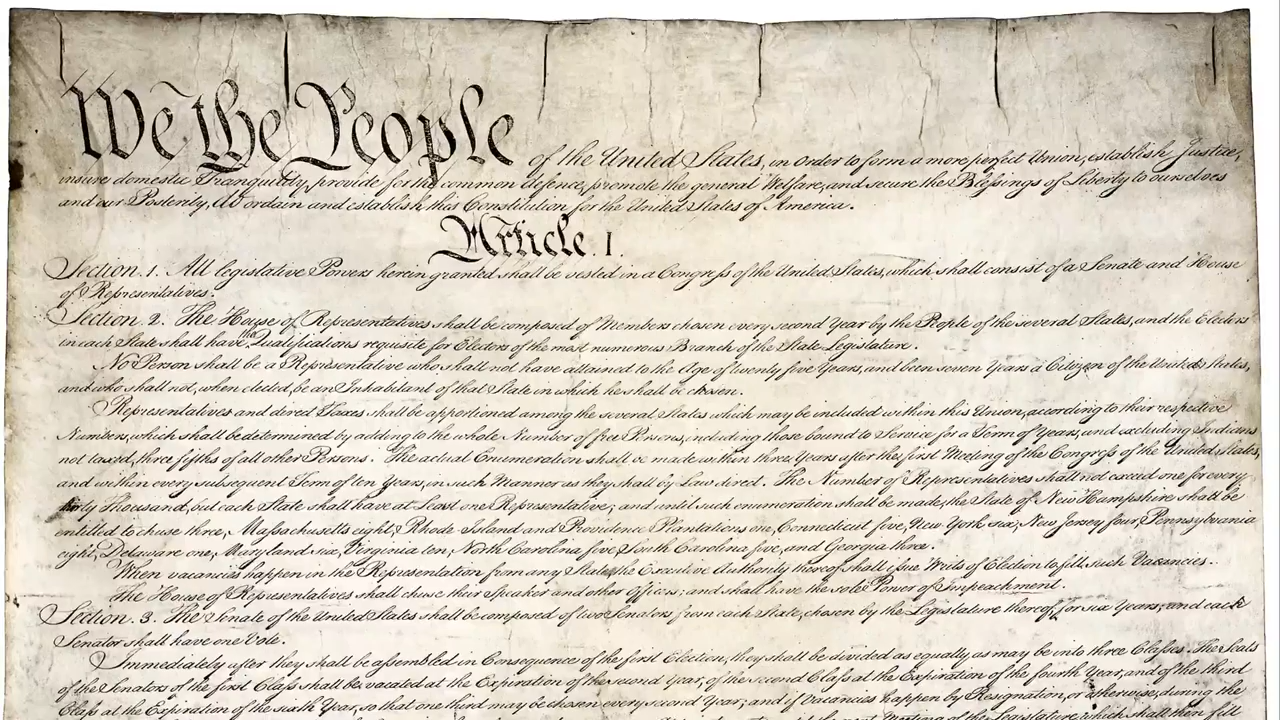 We the People of the United States, in Order to form a more perfect Union, establish Justice,
insure domestic Tranquility, provide for the common defence, promote the general Welfare, and secure the Blessings of Liberty to ourselves
and our Posterity, do ordain and establish this Constitution for the United States of America.
Article. I.
Section. 1. All legislative Powers herein granted shall be vested in a Congress of the United States, which shall consist of a Senate and House
of Representatives.
Section. 2. The House of Representatives shall be composed of Members chosen every second Year by the People of the several States, and the Electors
in each State shall have the Qualifications requisite for Electors of the most numerous Branch of the State Legislature.
No Person shall be a Representative who shall not have attained to the Age of twenty five Years, and been seven Years a Citizen of the United States,
and who shall not, when elected, be an Inhabitant of that State in which he shall be chosen.
Representatives and direct Taxes shall be apportioned among the several States which may be included within this Union, according to their respective
Numbers, which shall be determined by adding to the whole Number of free Persons, including those bound to Service for a Term of Years, and excluding Indians
not taxed, three fifths of all other Persons. The actual Enumeration shall be made within three Years after the first Meeting of the Congress of the United States,
and within every subsequent Term of ten Years, in such Manner as they shall by Law direct. The Number of Representatives shall not exceed one for every
thirty Thousand, but each State shall have at Least one Representative; and until such enumeration shall be made, the State of New Hampshire shall be
entitled to chuse three, Massachusetts eight, Rhode Island and Providence Plantations one, Connecticut five, New York six, New Jersey four, Pennsylvania
eight, Delaware one, Maryland six, Virginia ten, North Carolina five, South Carolina five, and Georgia three.
When vacancies happen in the Representation from any State, the Executive Authority thereof shall issue Writs of Election to fill such Vacancies.
The House of Representatives shall chuse their Speaker and other Officers; and shall have the sole Power of Impeachment.
Section. 3. The Senate of the United States shall be composed of two Senators from each State, chosen by the Legislature thereof, for six Years; and each
Senator shall have one Vote.
Immediately after they shall be assembled in Consequence of the first Election, they shall be divided as equally as may be into three Classes. The Seats
of the Senators of the first Class shall be vacated at the Expiration of the second Year, of the second Class at the Expiration of the fourth Year, and of the third
Class at the Expiration of the sixth Year, so that one third may be chosen every second Year; and if Vacancies happen by Resignation, or otherwise, during the
Meeting of the Legislature, which shall then fill